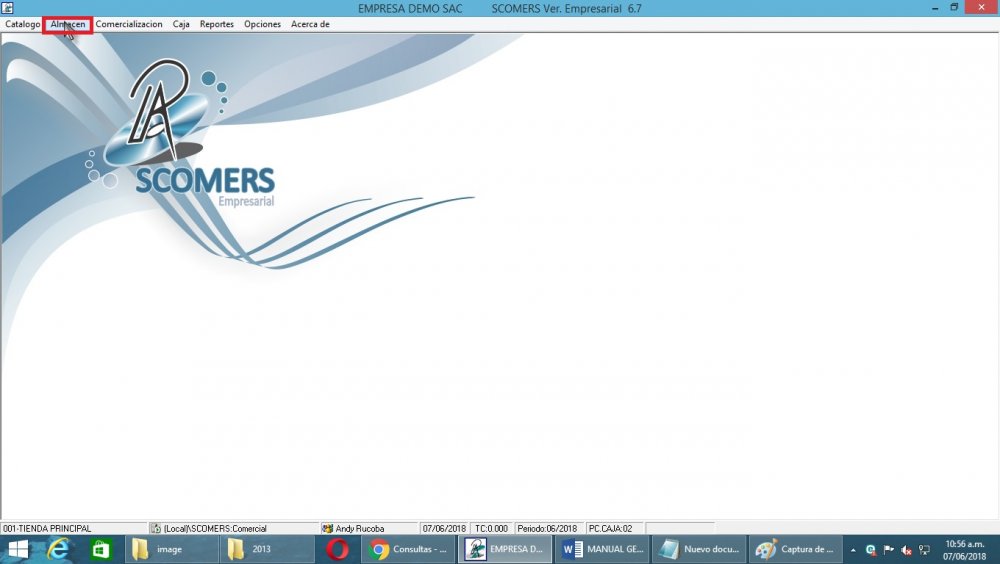 EMPRESA DEMO SAC SCOMERS Ver. Empresarial 6.7
Catalogo Almacen Comercializacion Caja Reportes Opciones Acerca de
SCOMERS
Empresarial
001-TIENDA PRINCIPAL (Local)\SCOMERS:Comercial Andy Rucoba 07/06/2018 TC:0.000 Periodo:06/2018 PC.CAJA:02
image 2013 Consultas - ... EMPRESA D... MANUAL GE... Nuevo docu... Captura de ... 10:56 a.m.
07/06/2018